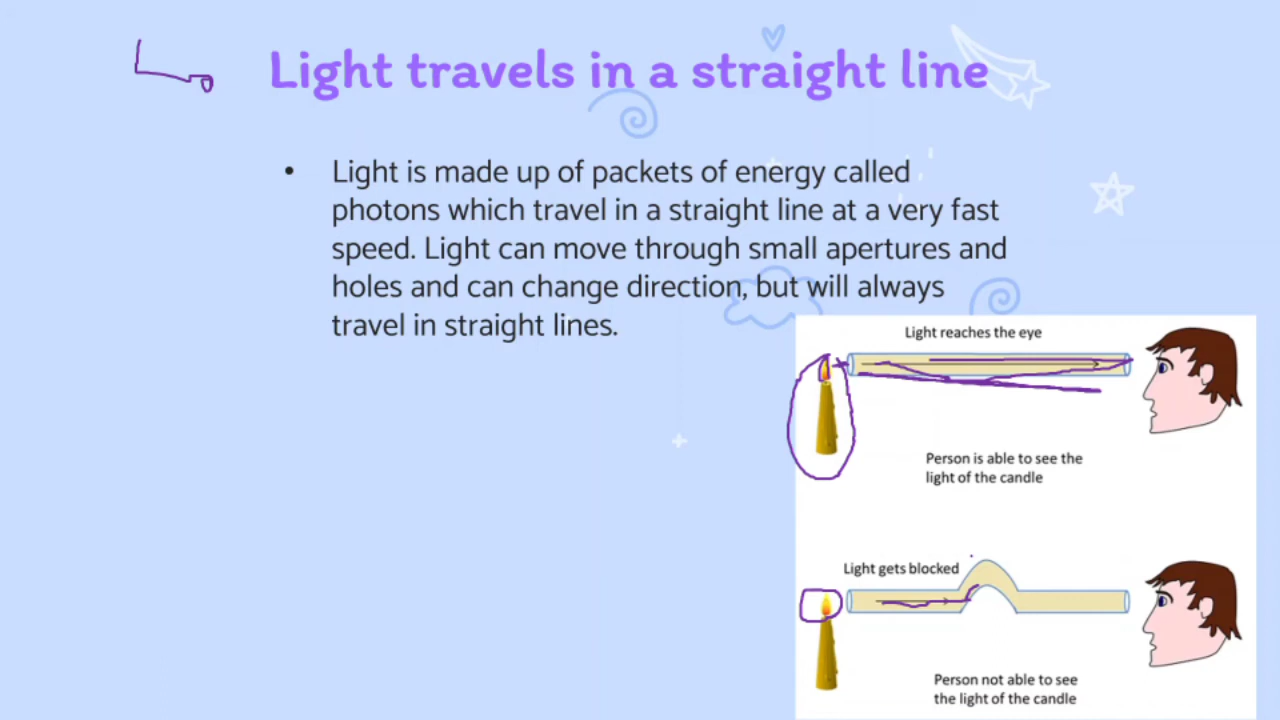 Light travels in a straight line
• Light is made up of packets of energy called
photons which travel in a straight line at a very fast
speed. Light can move through small apertures and
holes and can change direction, but will always
travel in straight lines.
Light reaches the eye
Person is able to see the
light of the candle
Light gets blocked
Person not able to see
the light of the candle